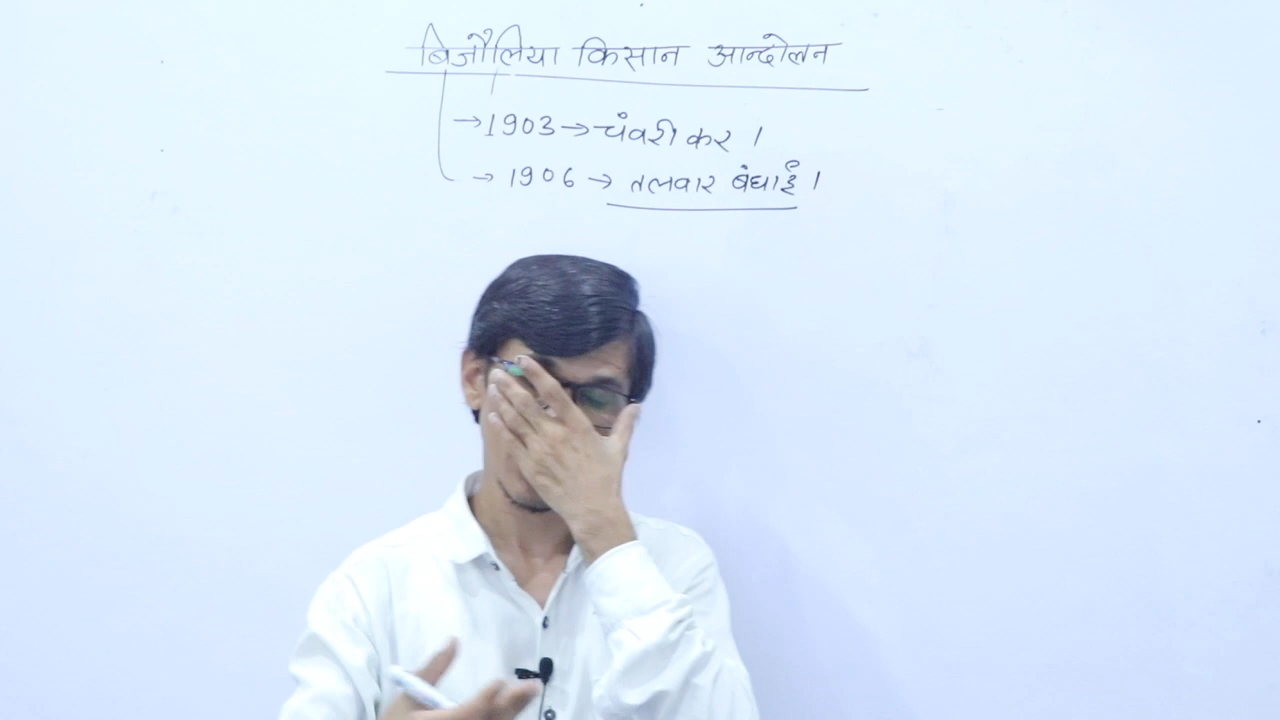 बिजौलिया किसान आन्दोलन
→1903→चंवरी कर ।
→ 1906 → तलवार बंधाई ।